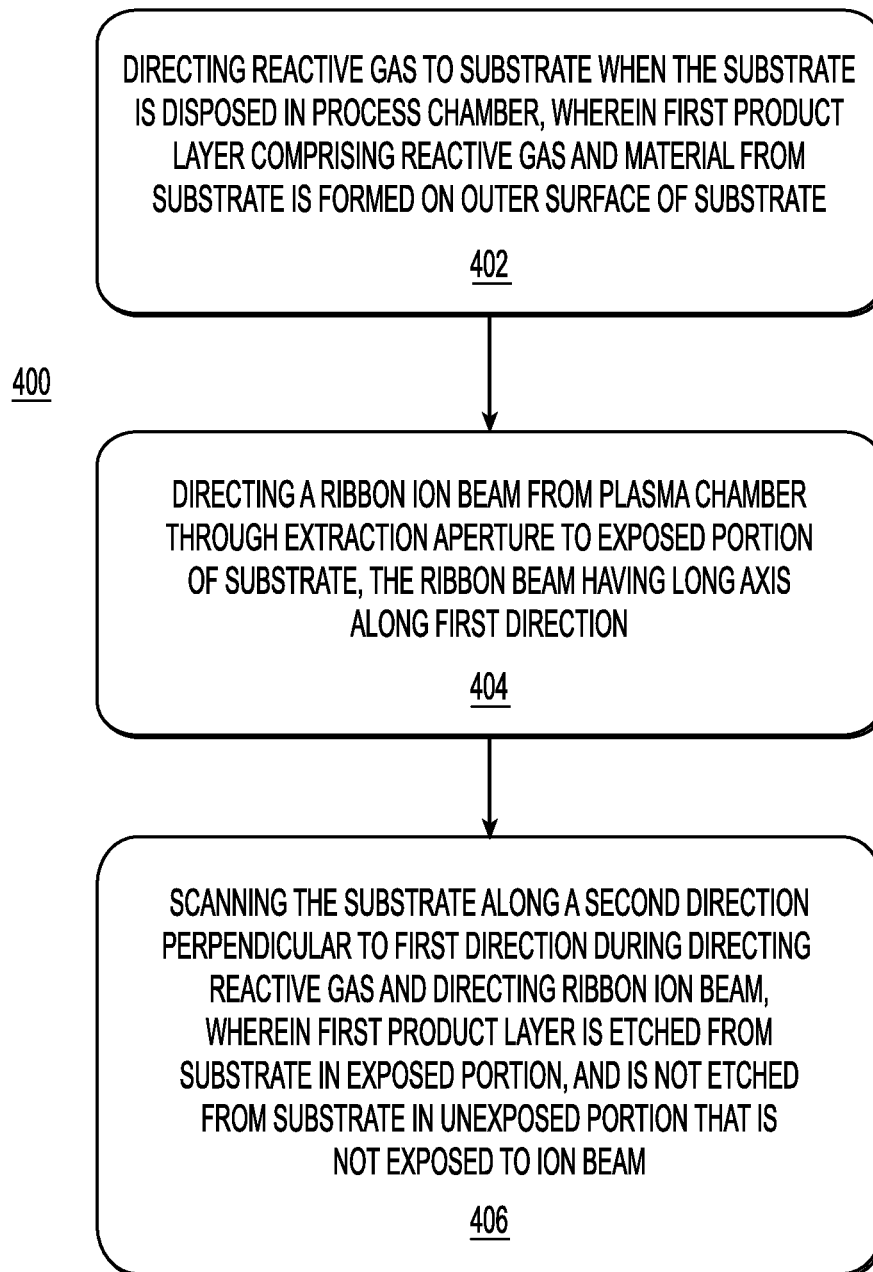 DIRECTING REACTIVE GAS TO SUBSTRATE WHEN THE SUBSTRATE
IS DISPOSED IN PROCESS CHAMBER, WHEREIN FIRST PRODUCT
LAYER COMPRISING REACTIVE GAS AND MATERIAL FROM
SUBSTRATE IS FORMED ON OUTER SURFACE OF SUBSTRATE
402
400
DIRECTING A RIBBON ION BEAM FROM PLASMA CHAMBER
THROUGH EXTRACTION APERTURE TO EXPOSED PORTION
OF SUBSTRATE, THE RIBBON BEAM HAVING LONG AXIS
ALONG FIRST DIRECTION
404
SCANNING THE SUBSTRATE ALONG A SECOND DIRECTION
PERPENDICULAR TO FIRST DIRECTION DURING DIRECTING
REACTIVE GAS AND DIRECTING RIBBON ION BEAM,
WHEREIN FIRST PRODUCT LAYER IS ETCHED FROM
SUBSTRATE IN EXPOSED PORTION, AND IS NOT ETCHED
FROM SUBSTRATE IN UNEXPOSED PORTION THAT IS
NOT EXPOSED TO ION BEAM
406